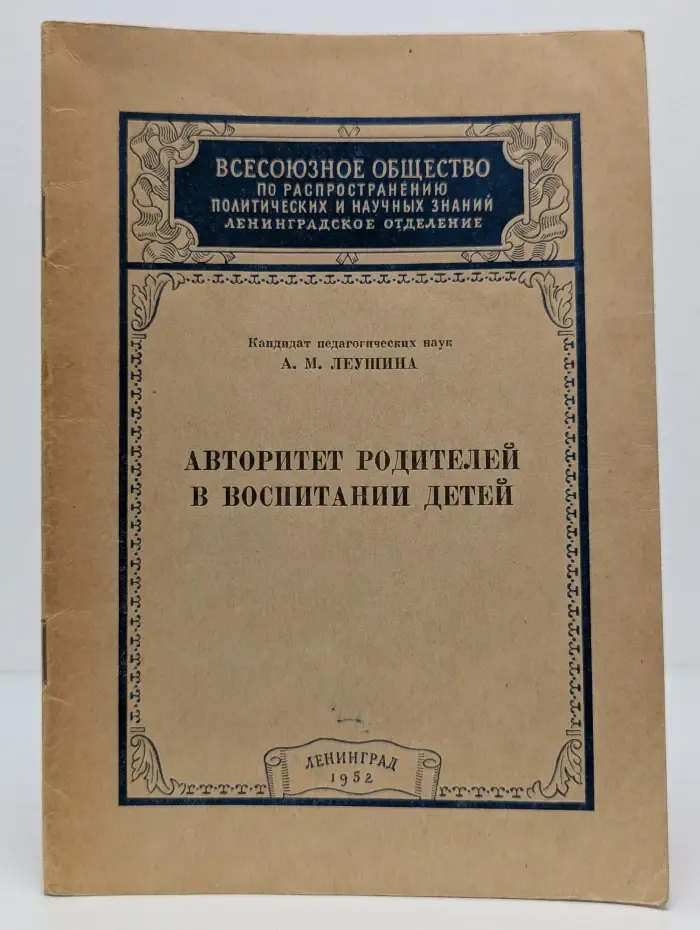 ВСЕСОЮЗНОЕ ОБЩЕСТВО
ПО РАСПРОСТРАНЕНИЮ
ПОЛИТИЧЕСКИХ И НАУЧНЫХ ЗНАНИЙ
ЛЕНИНГРАДСКОЕ ОТДЕЛЕНИЕ
Кандидат педагогических наук
А. М. ЛЕУШИНА
АВТОРИТЕТ РОДИТЕЛЕЙ
В ВОСПИТАНИИ ДЕТЕЙ
ЛЕНИНГРАД
1952